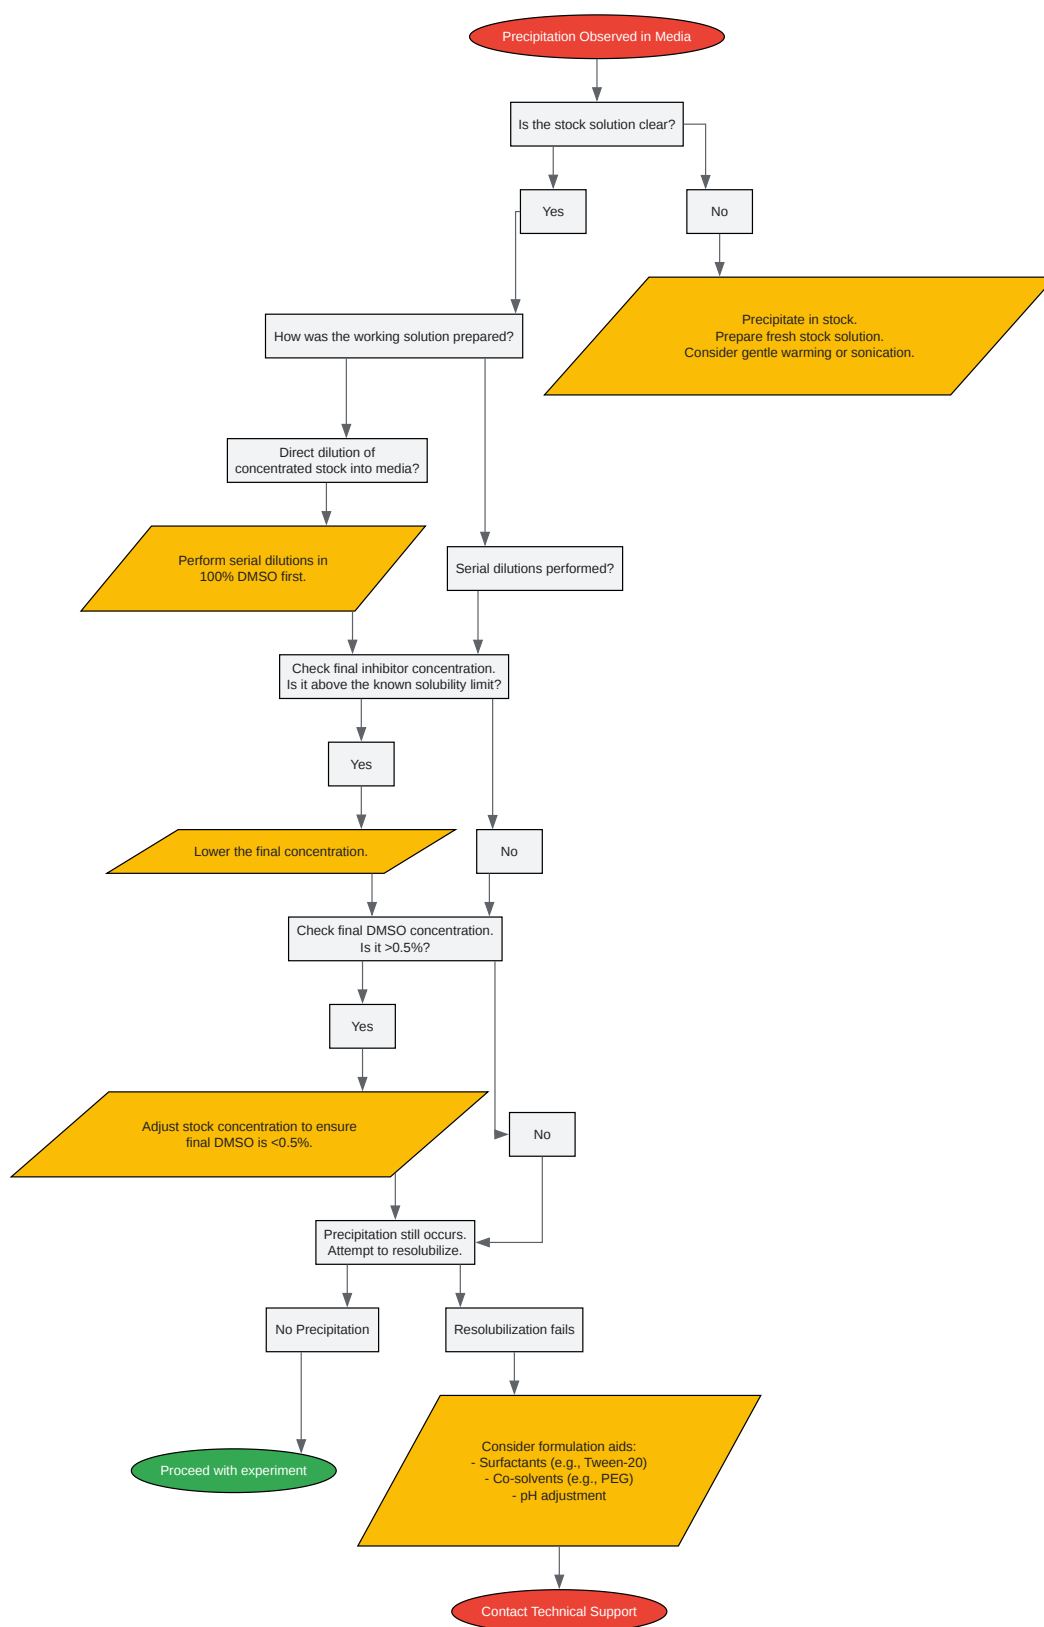 Precipitation Observed in Media
Is the stock solution clear?
Yes
No
Precipitate in stock.
Prepare fresh stock solution.
Consider gentle warming or sonication.
How was the working solution prepared?
Direct dilution of
concentrated stock into media?
Perform serial dilutions in
100% DMSO first.
Serial dilutions performed?
Check final inhibitor concentration.
Is it above the known solubility limit?
Yes
Lower the final concentration.
No
Check final DMSO concentration.
Is it >0.5%?
Yes
Adjust stock concentration to ensure
final DMSO is <0.5%.
No
Precipitation still occurs.
Attempt to resolubilize.
No Precipitation
Resolubilization fails
Consider formulation aids:
- Surfactants (e.g., Tween-20)
- Co-solvents (e.g., PEG)
- pH adjustment
Proceed with experiment
Contact Technical Support